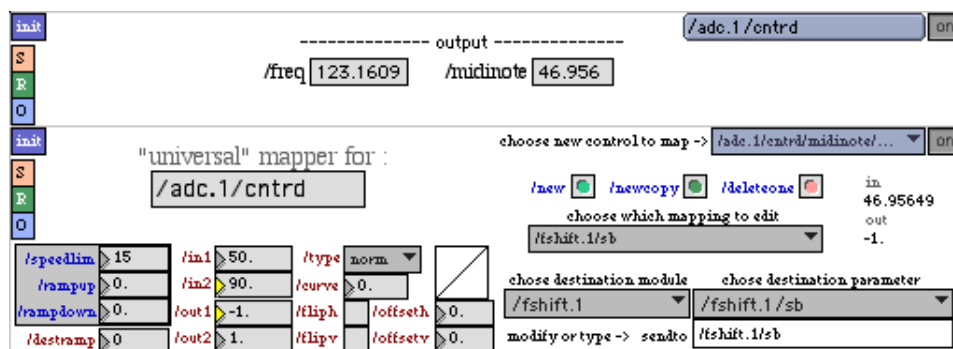 init /adc.1/cntrd on
S ------------- output -------------
R /freq 123.1609 /midinote 46.956
O
init choose new control to map -> /adc.1/cntrd/midinote/... on
"universal" mapper for :
S /adc.1/cntrd /new /newcopy /deleteone in
R 46.95649
O choose which mapping to edit out
/fshift.1/sb -1.
/speedlim 15 /in1 50. /type norm
/rampup 0. /in2 90. /curve 0. chose destination module chose destination parameter
/rampdown 0. /out1 -1. /fliph /offseth 0. /fshift.1 /fshift.1/sb
/destramp 0 /out2 1. /flipv /offsetv 0. modify or type -> sendto /fshift.1/sb